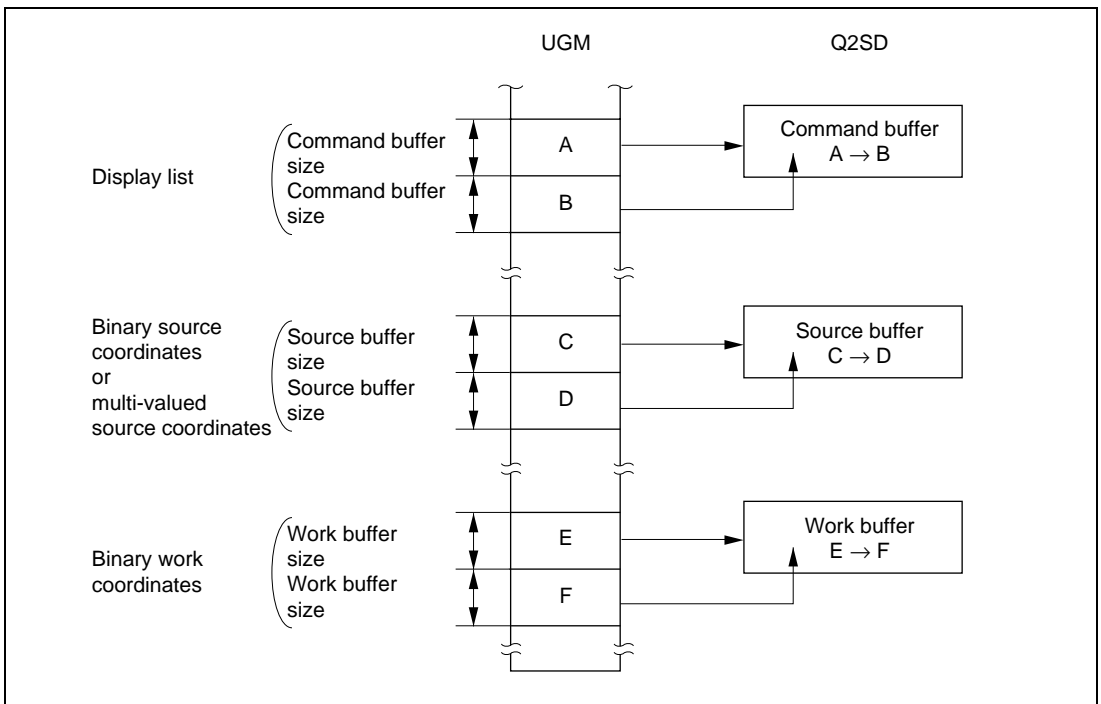 UGM Q2SD
Display list
Command buffer
size
Command buffer
size
A
B
Command buffer
A → B
Binary source
coordinates
or
multi-valued
source coordinates
Source buffer
size
Source buffer
size
C
D
Source buffer
C → D
Binary work
coordinates
Work buffer
size
Work buffer
size
E
F
Work buffer
E → F